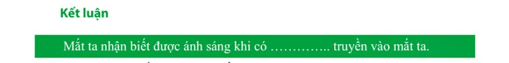 Kết luận
Mắt ta nhận biết được ánh sáng khi có ………….. truyền vào mắt ta.